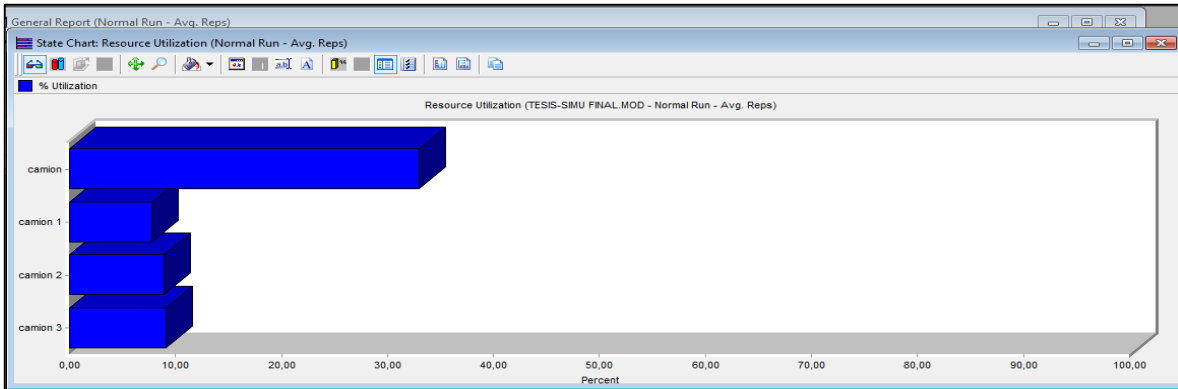 General Report (Normal Run - Avg. Reps)
State Chart: Resource Utilization (Normal Run - Avg. Reps)
% Utilization
Resource Utilization (TESIS-SIMU FINAL.MOD - Normal Run - Avg. Reps)
camion
camion 1
camion 2
camion 3
0,00 10,00 20,00 30,00 40,00 50,00 60,00 70,00 80,00 90,00 100,00
Percent